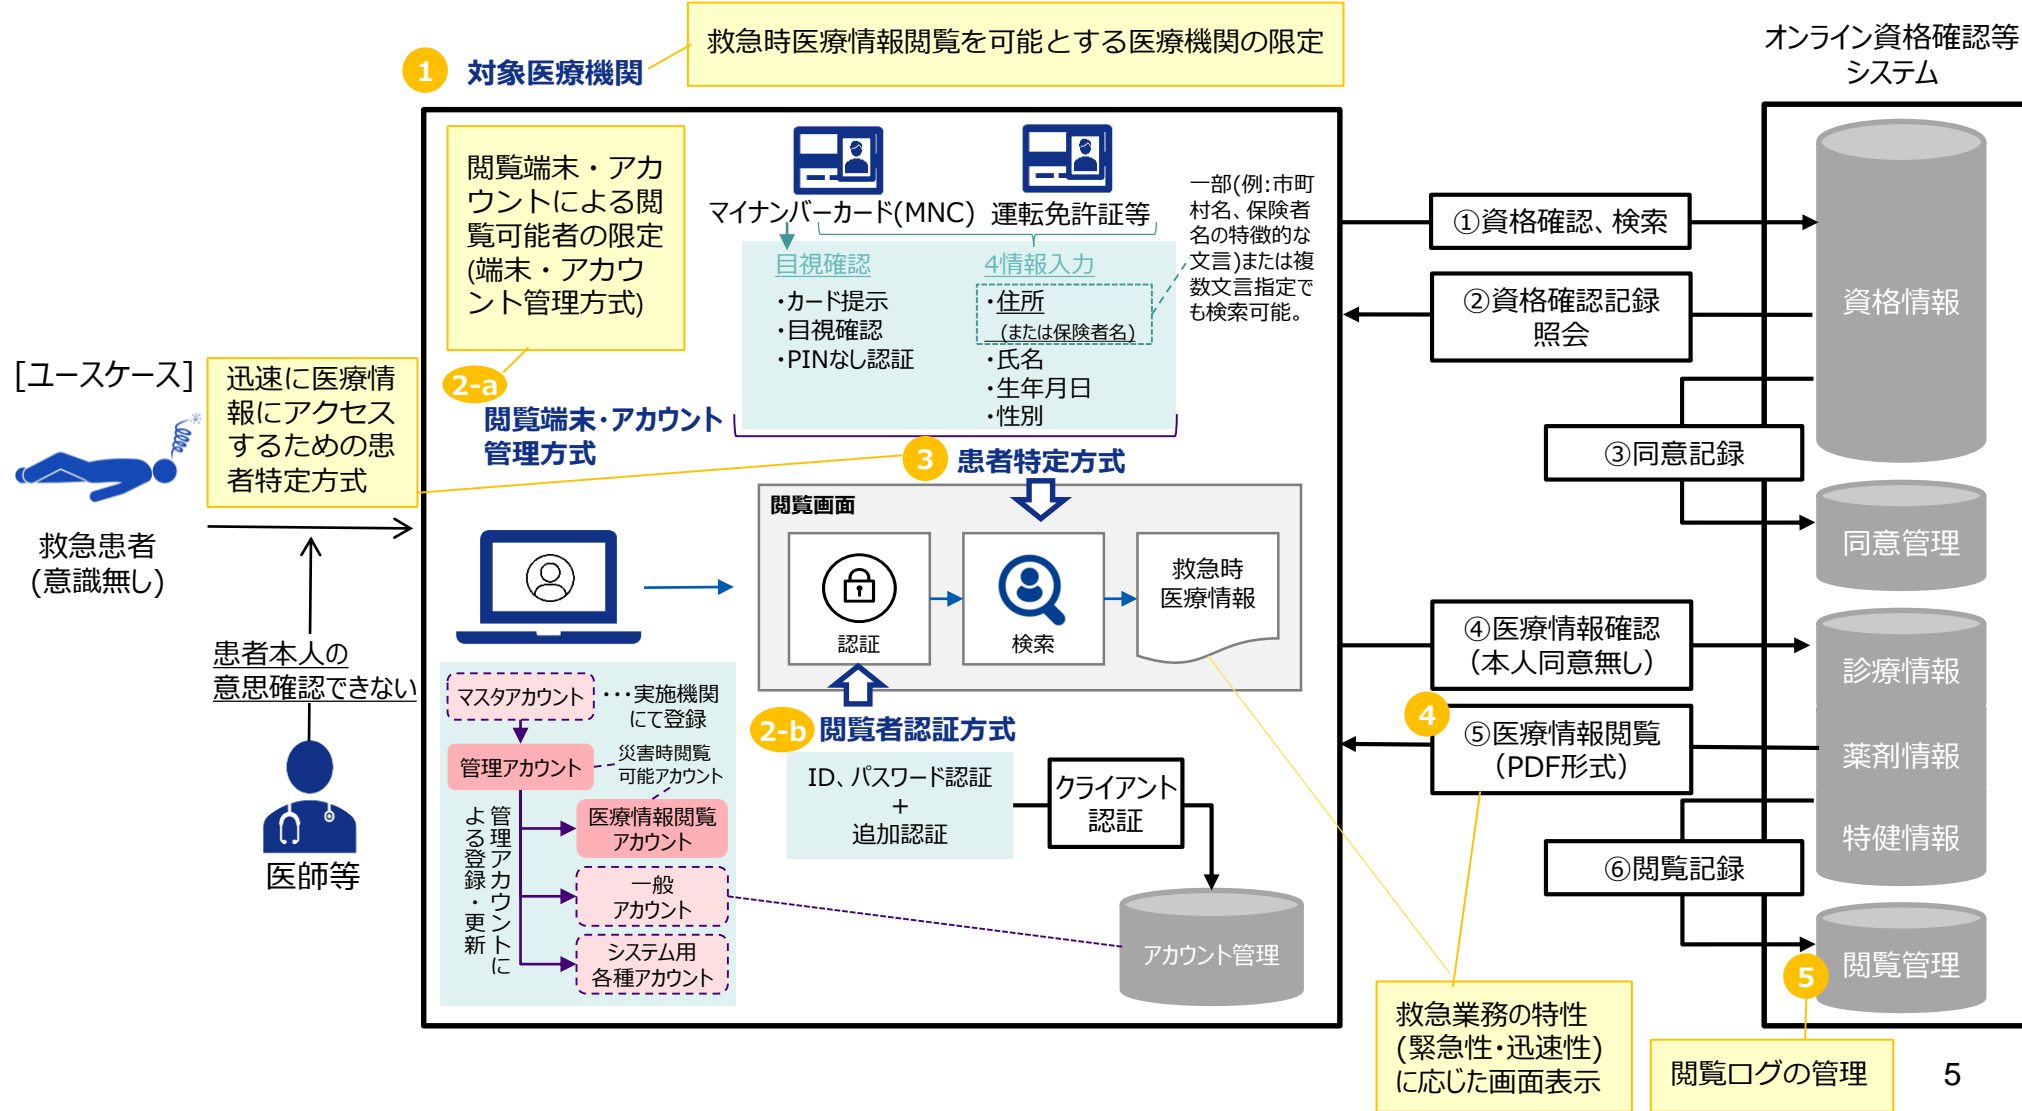 救急時医療情報閲覧を可能とする医療機関の限定
1
対象医療機関
オンライン資格確認等
システム
閲覧端末・アカ
ウントによる閲
覧可能者の限定
(端末・アカウ
ント管理方式)
2-a
閲覧端末・アカウント
管理方式
マイナンバーカード(MNC)
運転免許証等
一部(例:市町
村名、保険者
名の特徴的な
文言)または複
数文言指定で
も検索可能。
目視確認
・カード提示
・目視確認
・PINなし認証
4情報入力
・住所
(または保険者名)
・氏名
・生年月日
・性別
3
患者特定方式
[ユースケース]
迅速に医療情
報にアクセス
するための患
者特定方式
救急患者
(意識無し)
患者本人の
意思確認できない
医師等
閲覧画面
認証
検索
救急時
医療情報
2-b
閲覧者認証方式
ID、パスワード認証
+
追加認証
クライアント
認証
アカウント管理
マスタアカウント
・・・実施機関
にて登録
管理アカウント
災害時閲覧
可能アカウント
管理アカウントに
よる登録・更新
医療情報閲覧
アカウント
一般
アカウント
システム用
各種アカウント
①資格確認、検索
②資格確認記録
照会
③同意記録
④医療情報確認
(本人同意無し)
4
⑤医療情報閲覧
(PDF形式)
⑥閲覧記録
資格情報
同意管理
診療情報
薬剤情報
特健情報
閲覧管理
5
救急業務の特性
(緊急性・迅速性)
に応じた画面表示
閲覧ログの管理
5